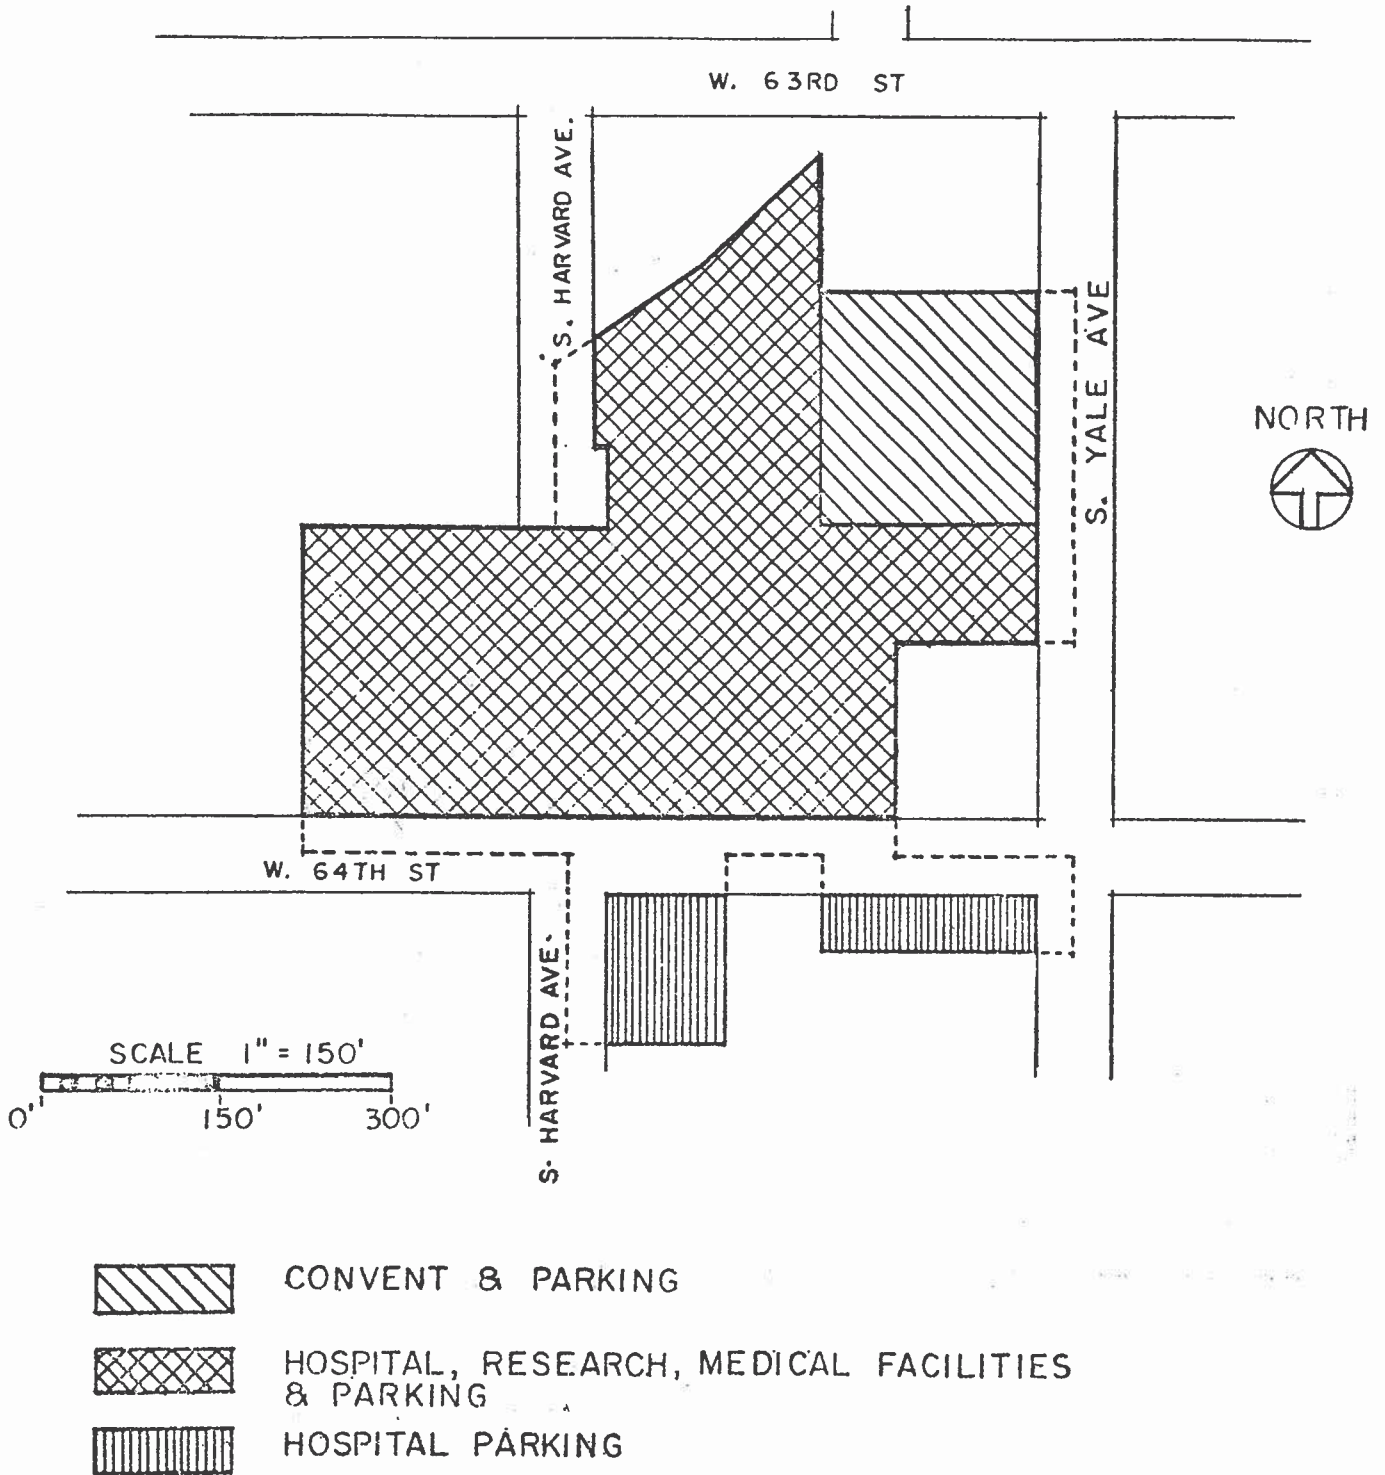 W. 63RD ST
S. HARVARD AVE.
S. YALE AVE
NORTH
W. 64TH ST
S. HARVARD AVE.
SCALE 1" = 150'
0' 150' 300'
CONVENT & PARKING
HOSPITAL, RESEARCH, MEDICAL FACILITIES
& PARKING
HOSPITAL PARKING